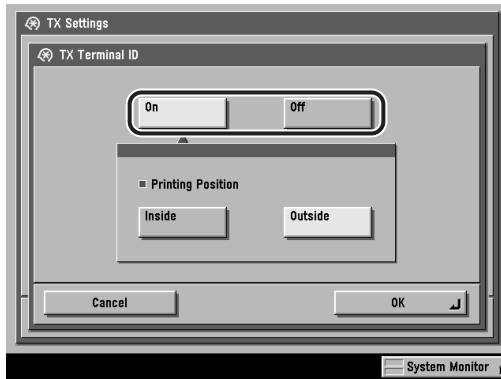 TX Settings
TX Terminal ID
On Off
Printing Position
Inside Outside
Cancel OK
System Monitor